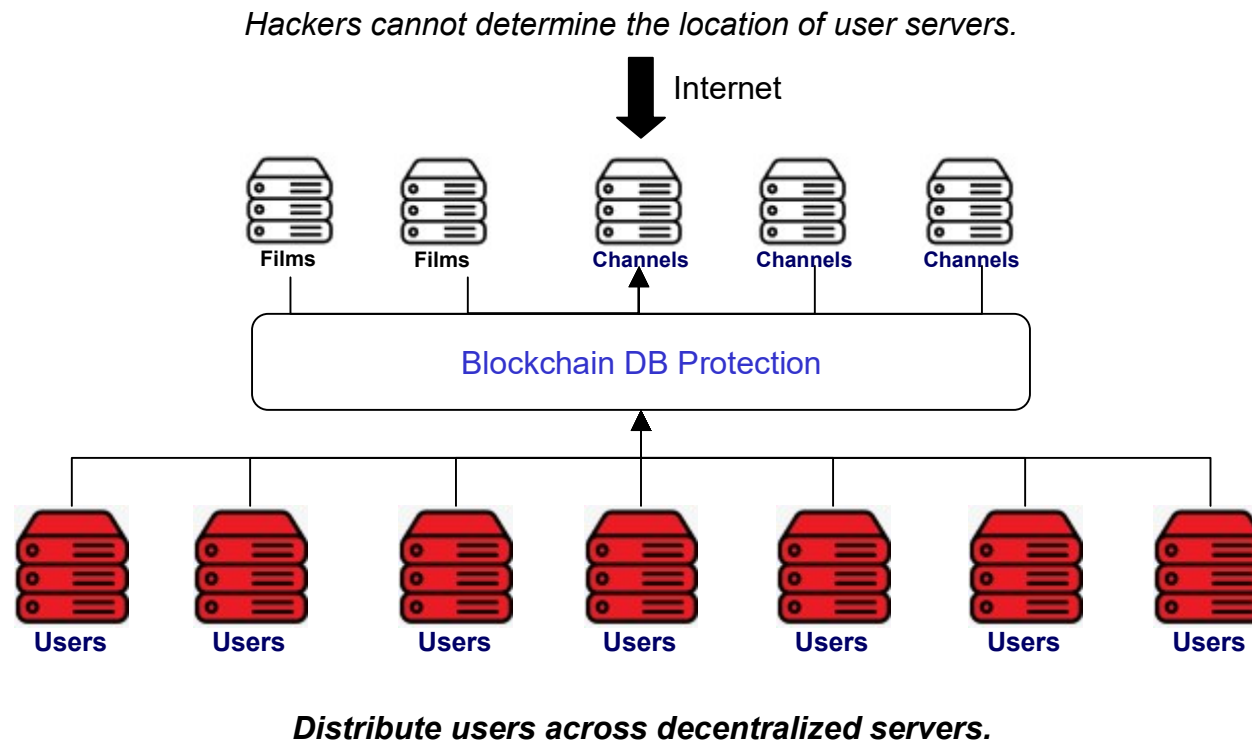 Hackers cannot determine the location of user servers.
Internet
Films Films Channels Channels Channels
Blockchain DB Protection
Users Users Users Users Users Users Users
Distribute users across decentralized servers.